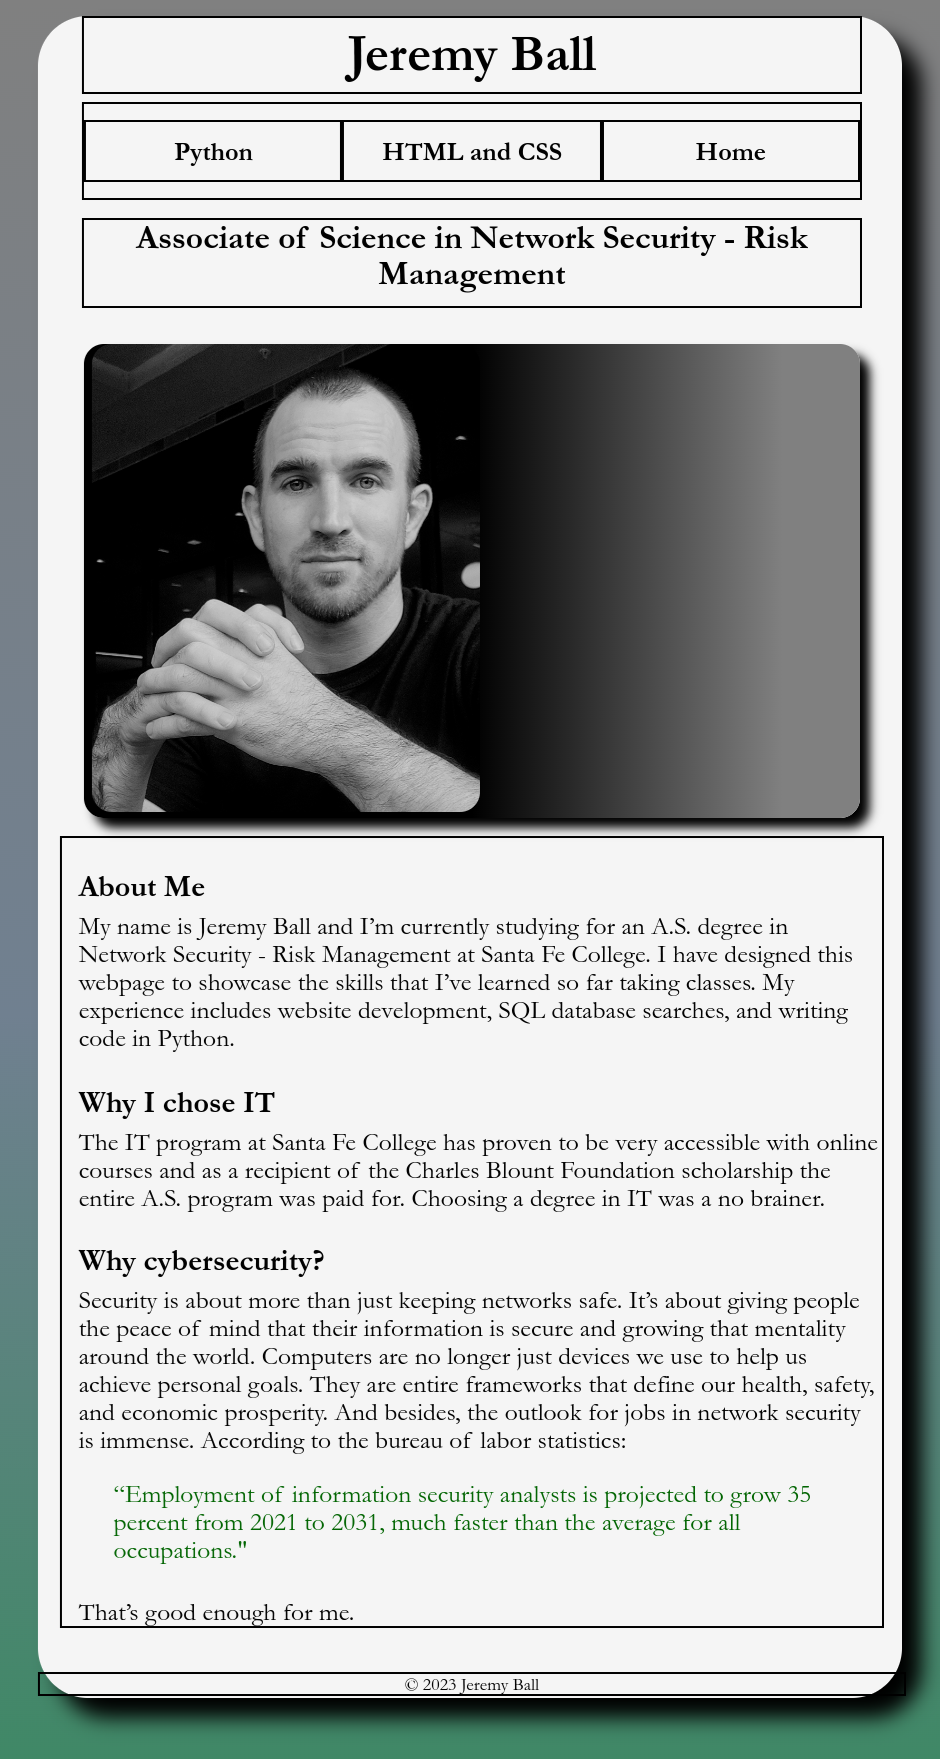 Jeremy Ball
Python
HTML and CSS
Home
Associate of Science in Network Security - Risk
Management
About Me
My name is Jeremy Ball and I’m currently studying for an A.S. degree in
Network Security - Risk Management at Santa Fe College. I have designed this
webpage to showcase the skills that I’ve learned so far taking classes. My
experience includes website development, SQL database searches, and writing
code in Python.
Why I chose IT
The IT program at Santa Fe College has proven to be very accessible with online
courses and as a recipient of the Charles Blount Foundation scholarship the
entire A.S. program was paid for. Choosing a degree in IT was a no brainer.
Why cybersecurity?
Security is about more than just keeping networks safe. It’s about giving people
the peace of mind that their information is secure and growing that mentality
around the world. Computers are no longer just devices we use to help us
achieve personal goals. They are entire frameworks that define our health, safety,
and economic prosperity. And besides, the outlook for jobs in network security
is immense. According to the bureau of labor statistics:
“Employment of information security analysts is projected to grow 35
percent from 2021 to 2031, much faster than the average for all
occupations."
That’s good enough for me.
© 2023 Jeremy Ball